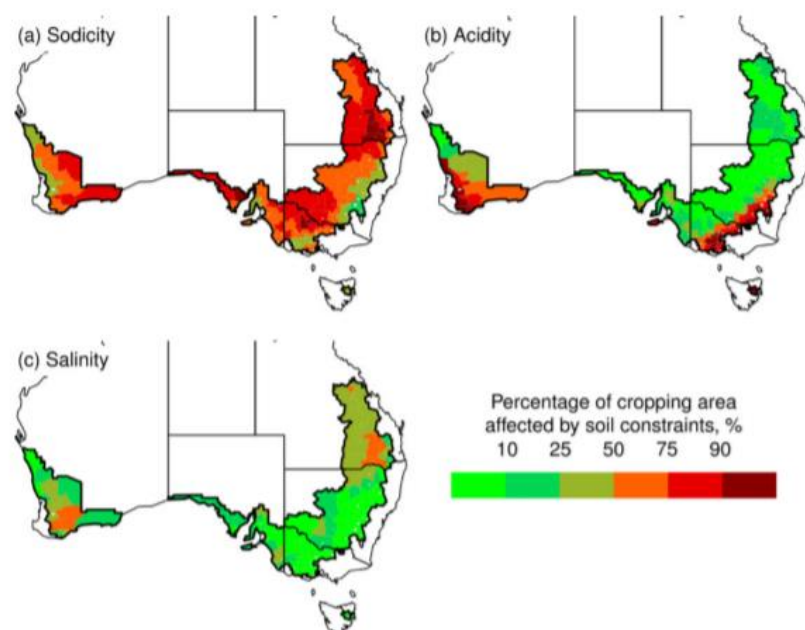 (a) Sodicity
(b) Acidity
(c) Salinity
Percentage of cropping area
affected by soil constraints, %
10 25 50 75 90